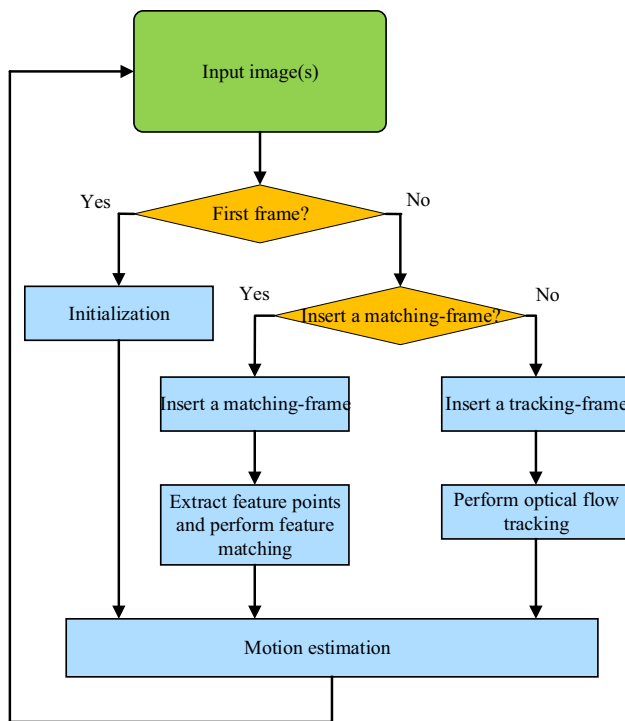 Input image(s)
Yes
No
First frame?
Initialization
Yes
No
Insert a matching-frame?
Insert a matching-frame
Insert a tracking-frame
Extract feature points
and perform feature
matching
Perform optical flow
tracking
Motion estimation